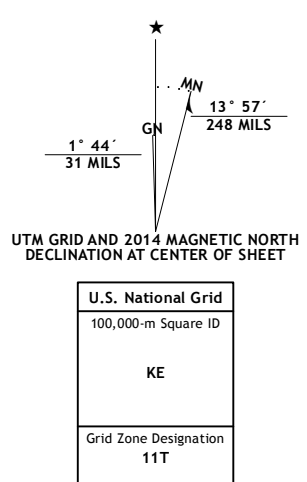 ★
MN
13° 57´
248 MILS
GN
1° 44´
31 MILS
UTM GRID AND 2014 MAGNETIC NORTH
DECLINATION AT CENTER OF SHEET
U.S. National Grid
100,000-m Square ID
KE
Grid Zone Designation
11T